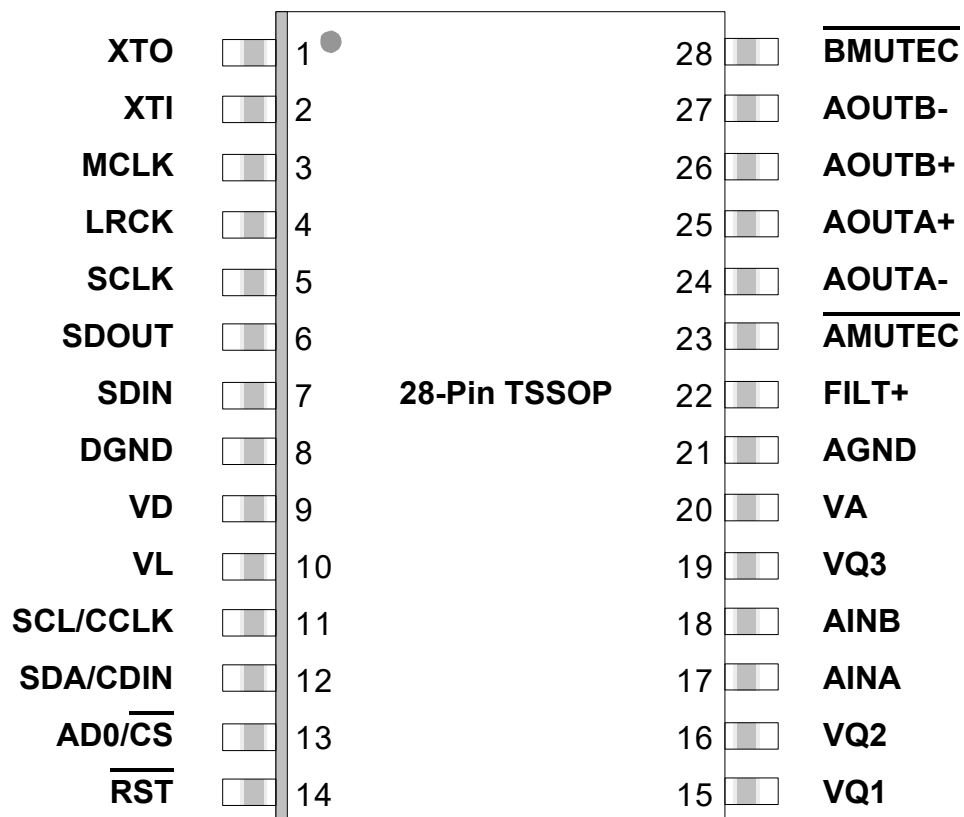 XTO 1 28 BMUTEC
XTI 2 27 AOUTB-
MCLK 3 26 AOUTB+
LRCK 4 25 AOUTA+
SCLK 5 24 AOUTA-
SDOUT 6 23 AMUTEC
SDIN 7 28-Pin TSSOP 22 FILT+
DGND 8 21 AGND
VD 9 20 VA
VL 10 19 VQ3
SCL/CCLK 11 18 AINB
SDA/CDIN 12 17 AINA
AD0/CS 13 16 VQ2
RST 14 15 VQ1